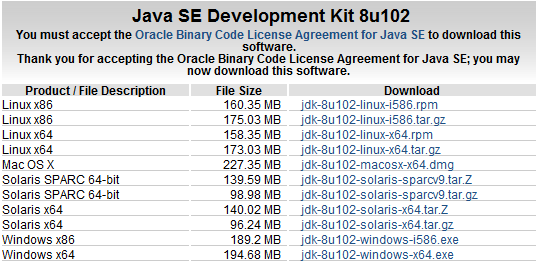 Java SE Development Kit 8u102
You must accept the Oracle Binary Code License Agreement for Java SE to download this
software.
Thank you for accepting the Oracle Binary Code License Agreement for Java SE; you may
now download this software.
Product / File Description File Size Download
Linux x86 160.35 MB jdk-8u102-linux-i586.rpm
Linux x86 175.03 MB jdk-8u102-linux-i586.tar.gz
Linux x64 158.35 MB jdk-8u102-linux-x64.rpm
Linux x64 173.03 MB jdk-8u102-linux-x64.tar.gz
Mac OS X 227.35 MB jdk-8u102-macosx-x64.dmg
Solaris SPARC 64-bit 139.59 MB jdk-8u102-solaris-sparcv9.tar.Z
Solaris SPARC 64-bit 98.98 MB jdk-8u102-solaris-sparcv9.tar.gz
Solaris x64 140.02 MB jdk-8u102-solaris-x64.tar.Z
Solaris x64 96.24 MB jdk-8u102-solaris-x64.tar.gz
Windows x86 189.2 MB jdk-8u102-windows-i586.exe
Windows x64 194.68 MB jdk-8u102-windows-x64.exe